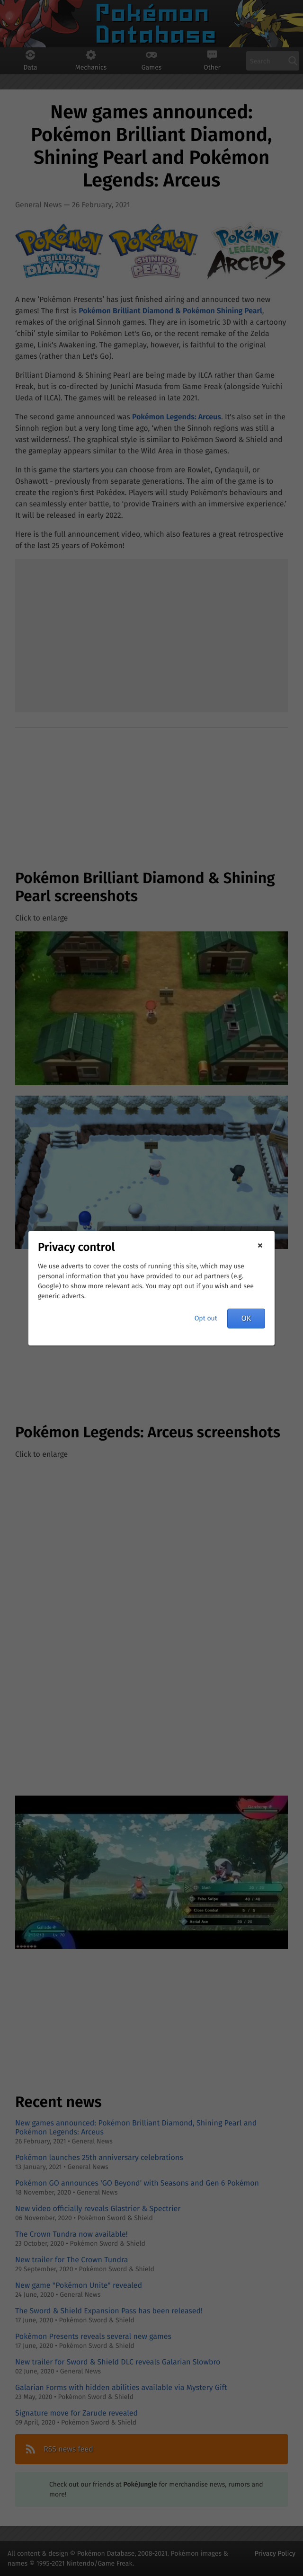 Pokémon
Database
Data
Mechanics
Games
Other
Search
New games announced:
Pokémon Brilliant Diamond,
Shining Pearl and Pokémon
Legends: Arceus
General News — 26 February, 2021
Pokémon
BRILLIANT
DIAMOND
Pokémon
SHINING
PEARL
Pokémon
LEGENDS
ARCEUS
A new 'Pokémon Presents' has just finished airing and announced two new
games! The first is Pokémon Brilliant Diamond & Pokémon Shining Pearl,
remakes of the original Sinnoh games. They are in isometric 3D with a cartoony
'chibi' style similar to Pokémon Let's Go, or the recent remake of the Zelda
game, Link's Awakening. The gameplay, however, is faithful to the original
games (rather than Let's Go).
Brilliant Diamond & Shining Pearl are being made by ILCA rather than Game
Freak, but is co-directed by Junichi Masuda from Game Freak (alongside Yuichi
Ueda of ILCA). The games will be released in late 2021.
The second game announced was Pokémon Legends: Arceus. It's also set in the
Sinnoh region but a very long time ago, 'when the Sinnoh regions was still a
vast wilderness'. The graphical style is similar to Pokémon Sword & Shield and
the gameplay appears similar to the Wild Area in those games.
In this game the starters you can choose from are Rowlet, Cyndaquil, or
Oshawott - previously from separate generations. The aim of the game is to
create the region's first Pokédex. Players will study Pokémon's behaviours and
can seamlessly enter battle, to 'provide Trainers with an immersive experience.'
It will be released in early 2022.
Here is the full announcement video, which also features a great retrospective
of the last 25 years of Pokémon!
Pokémon Brilliant Diamond & Shining
Pearl screenshots
Click to enlarge
Privacy control
×
We use adverts to cover the costs of running this site, which may use
personal information that you have provided to our ad partners (e.g.
Google) to show more relevant ads. You may opt out if you wish and see
generic adverts.
Opt out
OK
Pokémon Legends: Arceus screenshots
Click to enlarge
Recent news
New games announced: Pokémon Brilliant Diamond, Shining Pearl and
Pokémon Legends: Arceus
26 February, 2021 • General News
Pokémon launches 25th anniversary celebrations
13 January, 2021 • General News
Pokémon GO announces 'GO Beyond' with Seasons and Gen 6 Pokémon
18 November, 2020 • General News
New video officially reveals Glastrier & Spectrier
06 November, 2020 • Pokémon Sword & Shield
The Crown Tundra now available!
23 October, 2020 • Pokémon Sword & Shield
New trailer for The Crown Tundra
29 September, 2020 • Pokémon Sword & Shield
New game "Pokémon Unite" revealed
24 June, 2020 • General News
The Sword & Shield Expansion Pass has been released!
17 June, 2020 • Pokémon Sword & Shield
Pokémon Presents reveals several new games
17 June, 2020 • Pokémon Sword & Shield
New trailer for Sword & Shield DLC reveals Galarian Slowbro
02 June, 2020 • General News
Galarian Forms with hidden abilities available via Mystery Gift
23 May, 2020 • Pokémon Sword & Shield
Signature move for Zarude revealed
09 April, 2020 • Pokémon Sword & Shield
RSS news feed
Check out our friends at PokéJungle for merchandise news, rumors and
more!
All content & design © Pokémon Database, 2008-2021. Pokémon images &
names © 1995-2021 Nintendo/Game Freak.
Privacy Policy